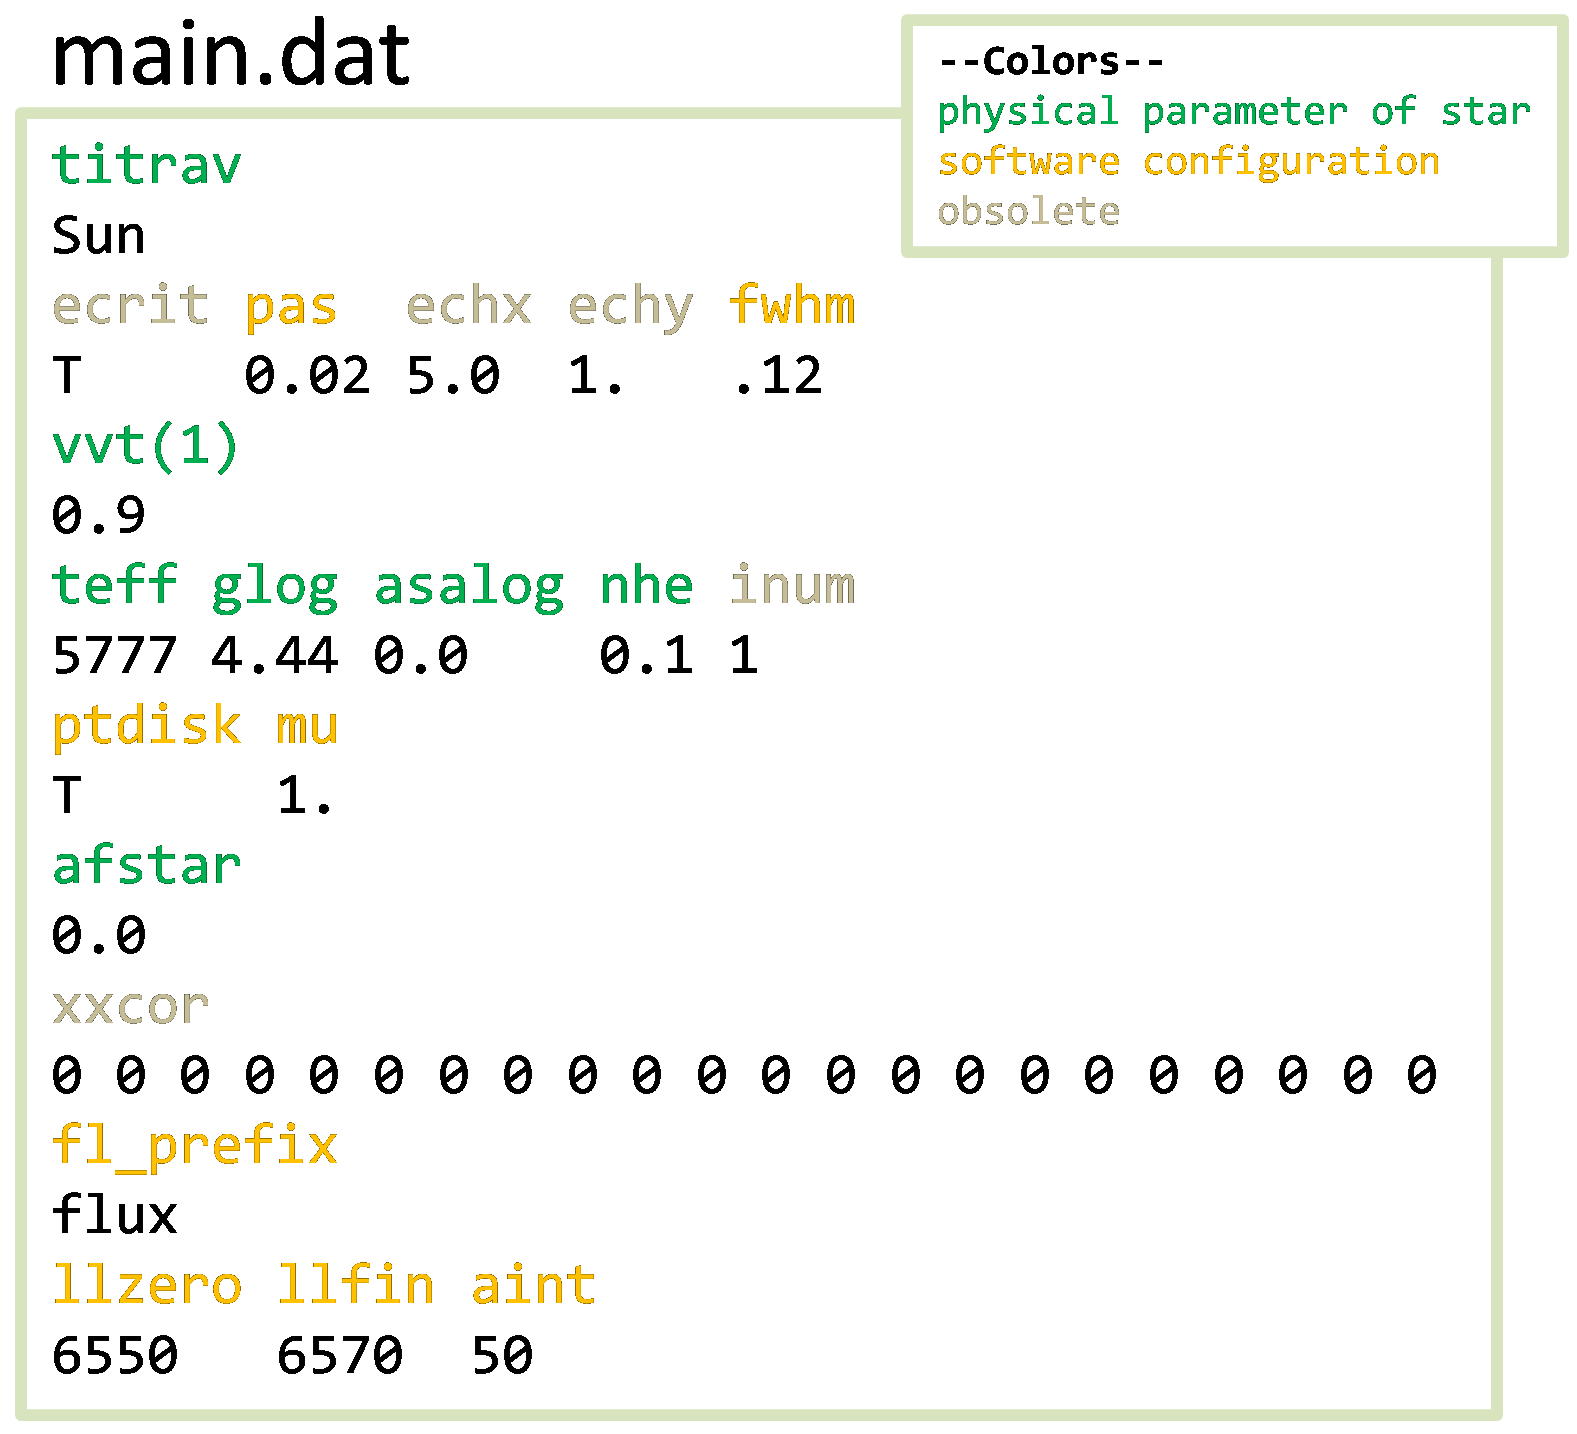 main.dat
--Colors--
physical parameter of star
software configuration
obsolete
titrav
Sun
ecrit pas echx echy fwhm
T 0.02 5.0 1. .12
vvt(1)
0.9
teff glog asalog nhe inum
5777 4.44 0.0 0.1 1
ptdisk mu
T 1.
afstar
0.0
xxcor
0 0 0 0 0 0 0 0 0 0 0 0 0 0 0 0 0 0 0 0 0 0
fl_prefix
flux
llzero llfin aint
6550 6570 50